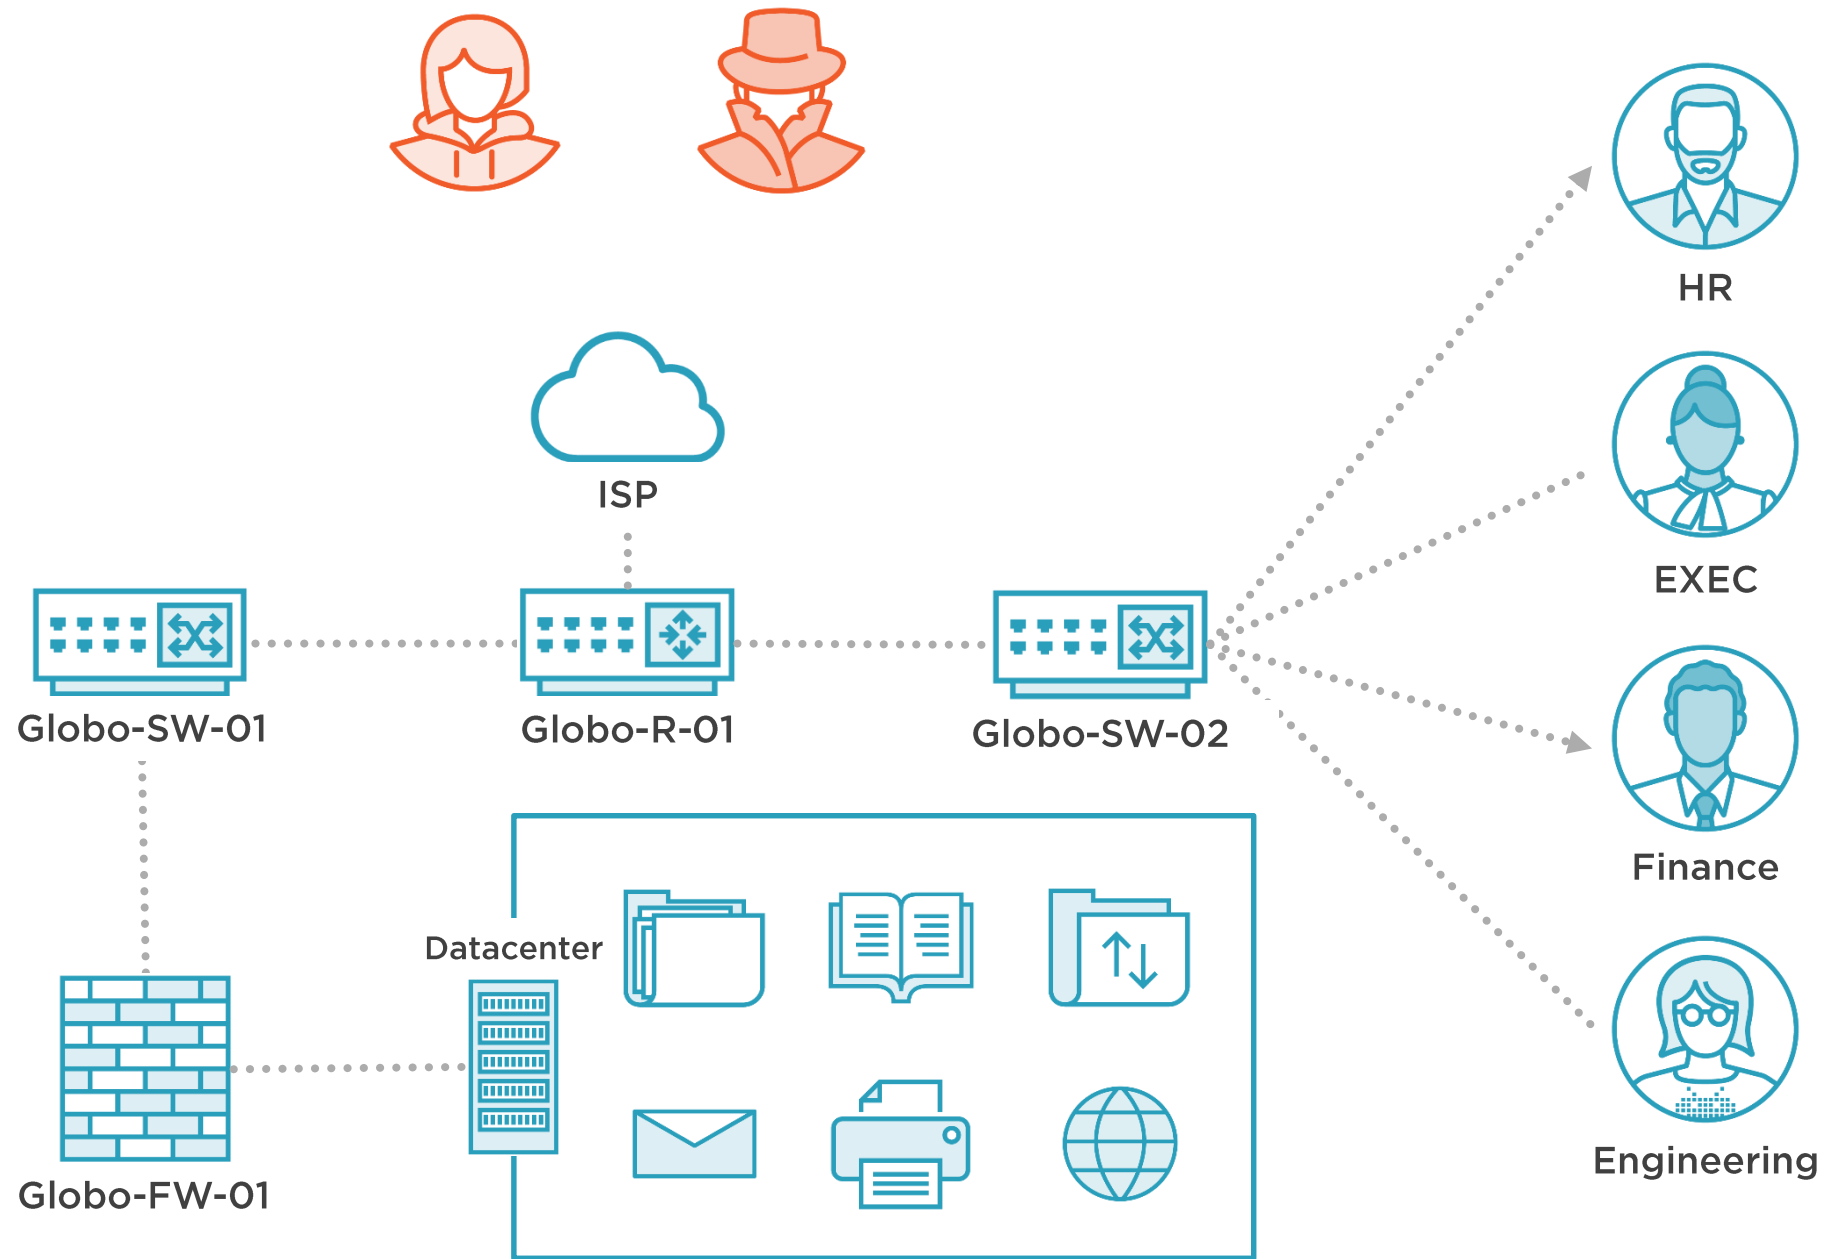 HR
ISP
EXEC
Globo-SW-01
Globo-R-01
Globo-SW-02
Finance
Datacenter
Engineering
Globo-FW-01